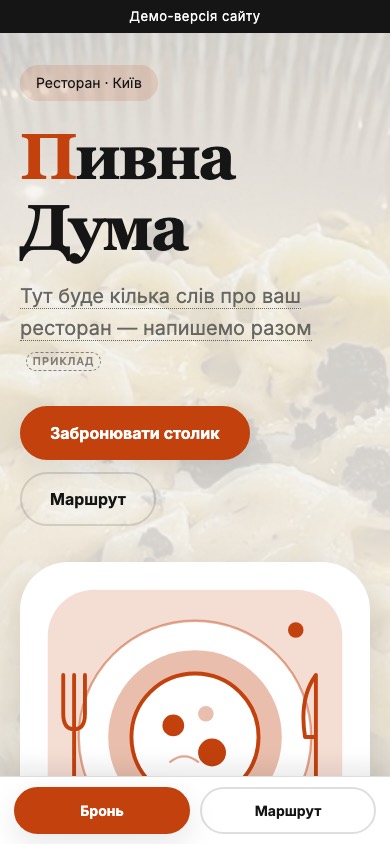 Демо-версія сайту
Ресторан · Київ
Пивна
Дума
Тут буде кілька слів про ваш
ресторан — напишемо разом
ПРИКЛАД
Забронювати столик
Маршрут
Бронь
Маршрут